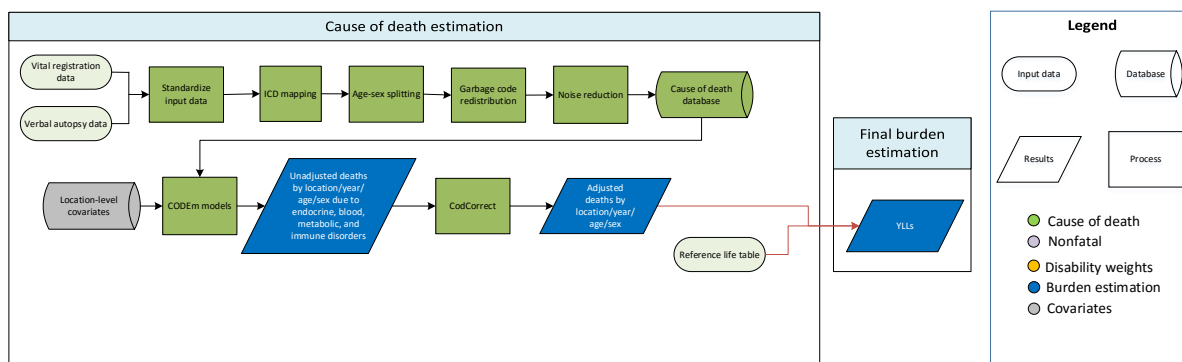 Cause of death estimation
Vital registration
data
Verbal autopsy data
Standardize
input data
ICD mapping
Age-sex splitting
Garbage code
redistribution
Noise reduction
Cause of death
database
Location-level
covariates
CODEm models
Unadjusted deaths
by location/year/
age/sex due to
endocrine, blood,
metabolic, and
immune disorders
CodCorrect
Adjusted
deaths by
location/year/
age/sex
Reference life table
Final burden
estimation
YLLs
Legend
Input data
Database
Results
Process
Cause of death
Nonfatal
Disability weights
Burden estimation
Covariates